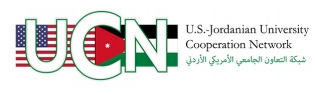 UCN
U.S.-Jordanian University
Cooperation Network
شبكة التعاون الجامعي الأمريكي الأردني